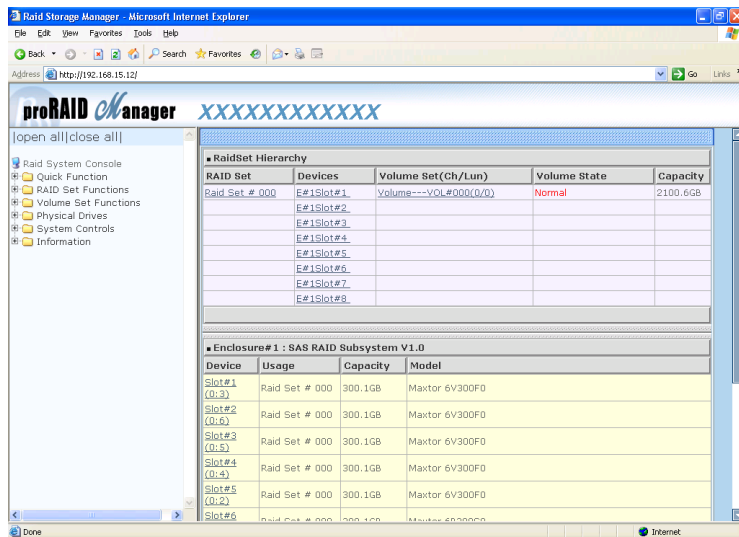 Raid Storage Manager - Microsoft Internet Explorer
File Edit View Favorites Tools Help
Back Search Favorites
Address http://192.168.15.12/ Go Links
proRAID Manager XXXXXXXXXXXX
|open all|close all|
Raid System Console
Quick Function
RAID Set Functions
Volume Set Functions
Physical Drives
System Controls
Information
RaidSet Hierarchy
RAID Set Devices Volume Set(Ch/Lun) Volume State Capacity
Raid Set # 000 E#1Slot#1 Volume---VOL#000(0/0) Normal 2100.6GB
E#1Slot#2
E#1Slot#3
E#1Slot#4
E#1Slot#5
E#1Slot#6
E#1Slot#7
E#1Slot#8
Enclosure#1 : SAS RAID Subsystem V1.0
Device Usage Capacity Model
Slot#1 (0:3) Raid Set # 000 300.1GB Maxtor 6V300F0
Slot#2 (0:6) Raid Set # 000 300.1GB Maxtor 6V300F0
Slot#3 (0:5) Raid Set # 000 300.1GB Maxtor 6V300F0
Slot#4 (0:4) Raid Set # 000 300.1GB Maxtor 6V300F0
Slot#5 (0:2) Raid Set # 000 300.1GB Maxtor 6V300F0
Slot#6 Raid Set # 000
Done Internet